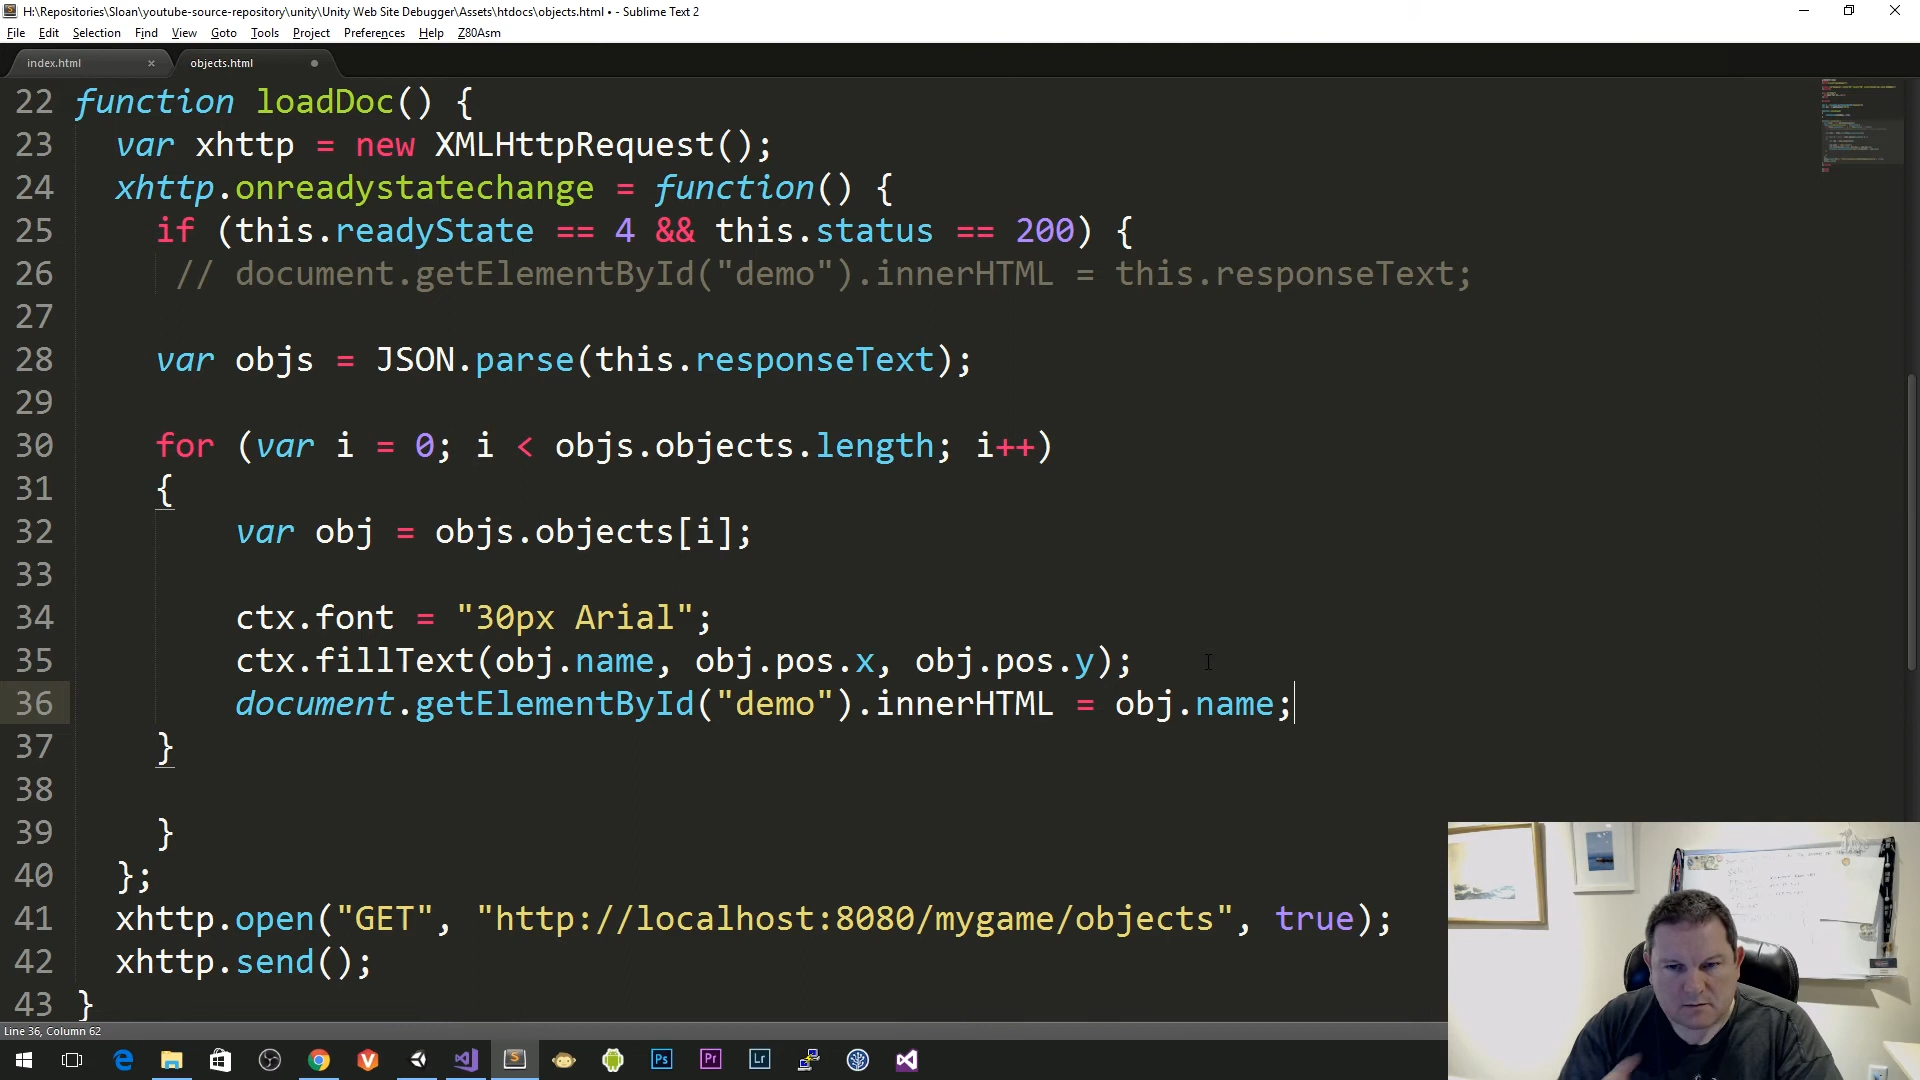 H:\Repositories\Sloan\youtube-source-repository\unity\Unity Web Site Debugger\Assets\htdocs\objects.html • - Sublime Text 2
File Edit Selection Find View Goto Tools Project Preferences Help Z80Asm
index.html × objects.html
22 function loadDoc() {
23 var xhttp = new XMLHttpRequest();
24 xhttp.onreadystatechange = function() {
25 if (this.readyState == 4 && this.status == 200) {
26 // document.getElementById("demo").innerHTML = this.responseText;
27
28 var objs = JSON.parse(this.responseText);
29
30 for (var i = 0; i < objs.objects.length; i++)
31 {
32 var obj = objs.objects[i];
33
34 ctx.font = "30px Arial";
35 ctx.fillText(obj.name, obj.pos.x, obj.pos.y);
36 document.getElementById("demo").innerHTML = obj.name;
37 }
38
39 }
40 };
41 xhttp.open("GET", "http://localhost:8080/mygame/objects", true);
42 xhttp.send();
43 }
Line 36, Column 62
Ps Pr Lr